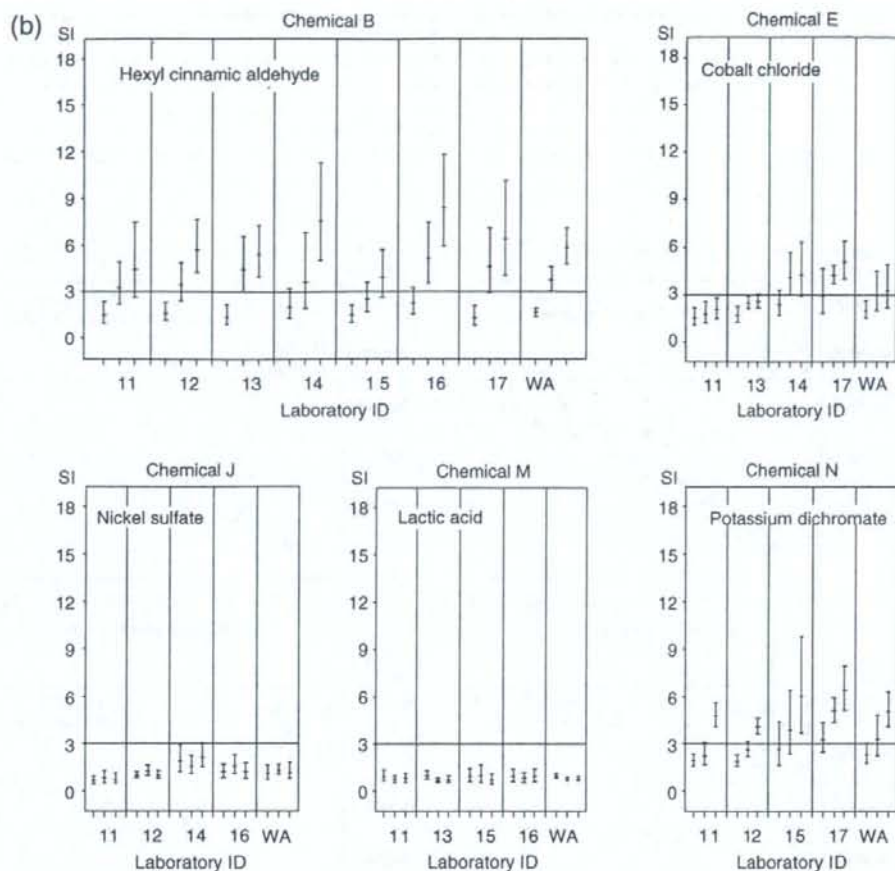 (b)
Chemical B
SI
Hexyl cinnamic aldehyde
18
15
12
9
6
3
0
11 12 13 14 15 16 17 WA
Laboratory ID
Chemical E
SI
Cobalt chloride
18
15
12
9
6
3
0
11 13 14 17 WA
Laboratory ID
Chemical J
SI
Nickel sulfate
18
15
12
9
6
3
0
11 12 14 16 WA
Laboratory ID
Chemical M
SI
Lactic acid
18
15
12
9
6
3
0
11 13 15 16 WA
Laboratory ID
Chemical N
SI
Potassium dichromate
18
15
12
9
6
3
0
11 12 15 17 WA
Laboratory ID